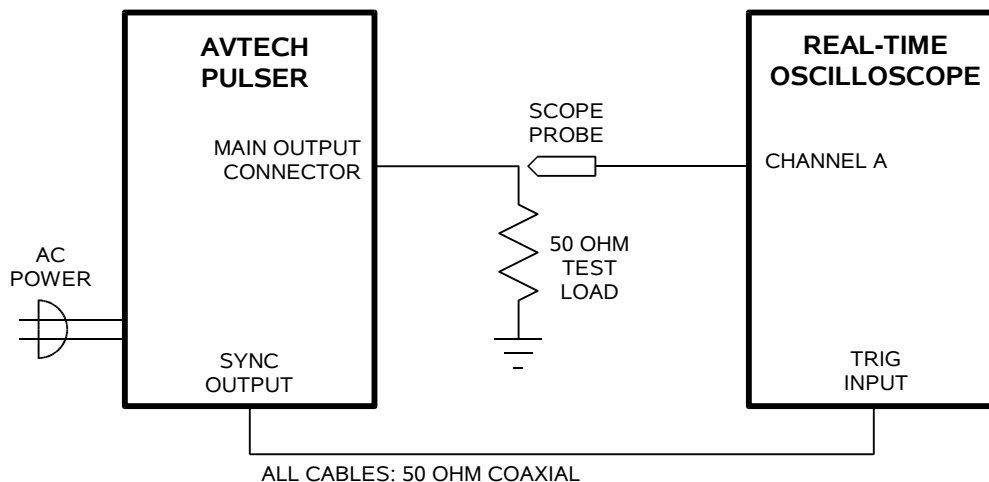 AVTECH
PULSER
REAL-TIME
OSCILLOSCOPE
SCOPE
PROBE
MAIN OUTPUT
CONNECTOR
CHANNEL A
50 OHM
TEST
LOAD
AC
POWER
SYNC
OUTPUT
TRIG
INPUT
ALL CABLES: 50 OHM COAXIAL